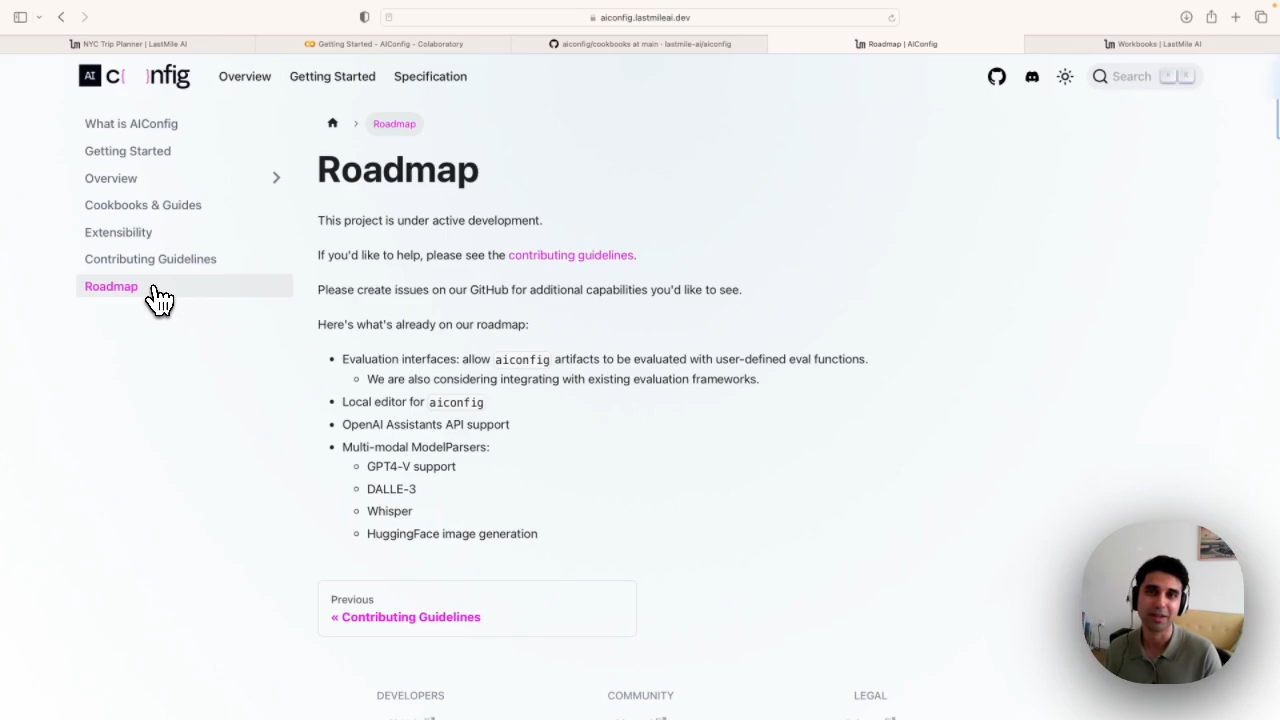 aiconfig.lastmileai.dev
NYC Trip Planner | LastMile AI
Getting Started - AIConfig - Colaboratory
aiconfig/cookbooks at main · lastmile-ai/aiconfig
Roadmap | AIConfig
Workbooks | LastMile AI
AI C{ }nfig
Overview
Getting Started
Specification
Search
What is AIConfig
Getting Started
Overview
Cookbooks & Guides
Extensibility
Contributing Guidelines
Roadmap
Roadmap
Roadmap
This project is under active development.
If you'd like to help, please see the contributing guidelines.
Please create issues on our GitHub for additional capabilities you'd like to see.
Here's what's already on our roadmap:
Evaluation interfaces: allow aiconfig artifacts to be evaluated with user-defined eval functions.
We are also considering integrating with existing evaluation frameworks.
Local editor for aiconfig
OpenAI Assistants API support
Multi-modal ModelParsers:
GPT4-V support
DALLE-3
Whisper
HuggingFace image generation
Previous
« Contributing Guidelines
DEVELOPERS
COMMUNITY
LEGAL